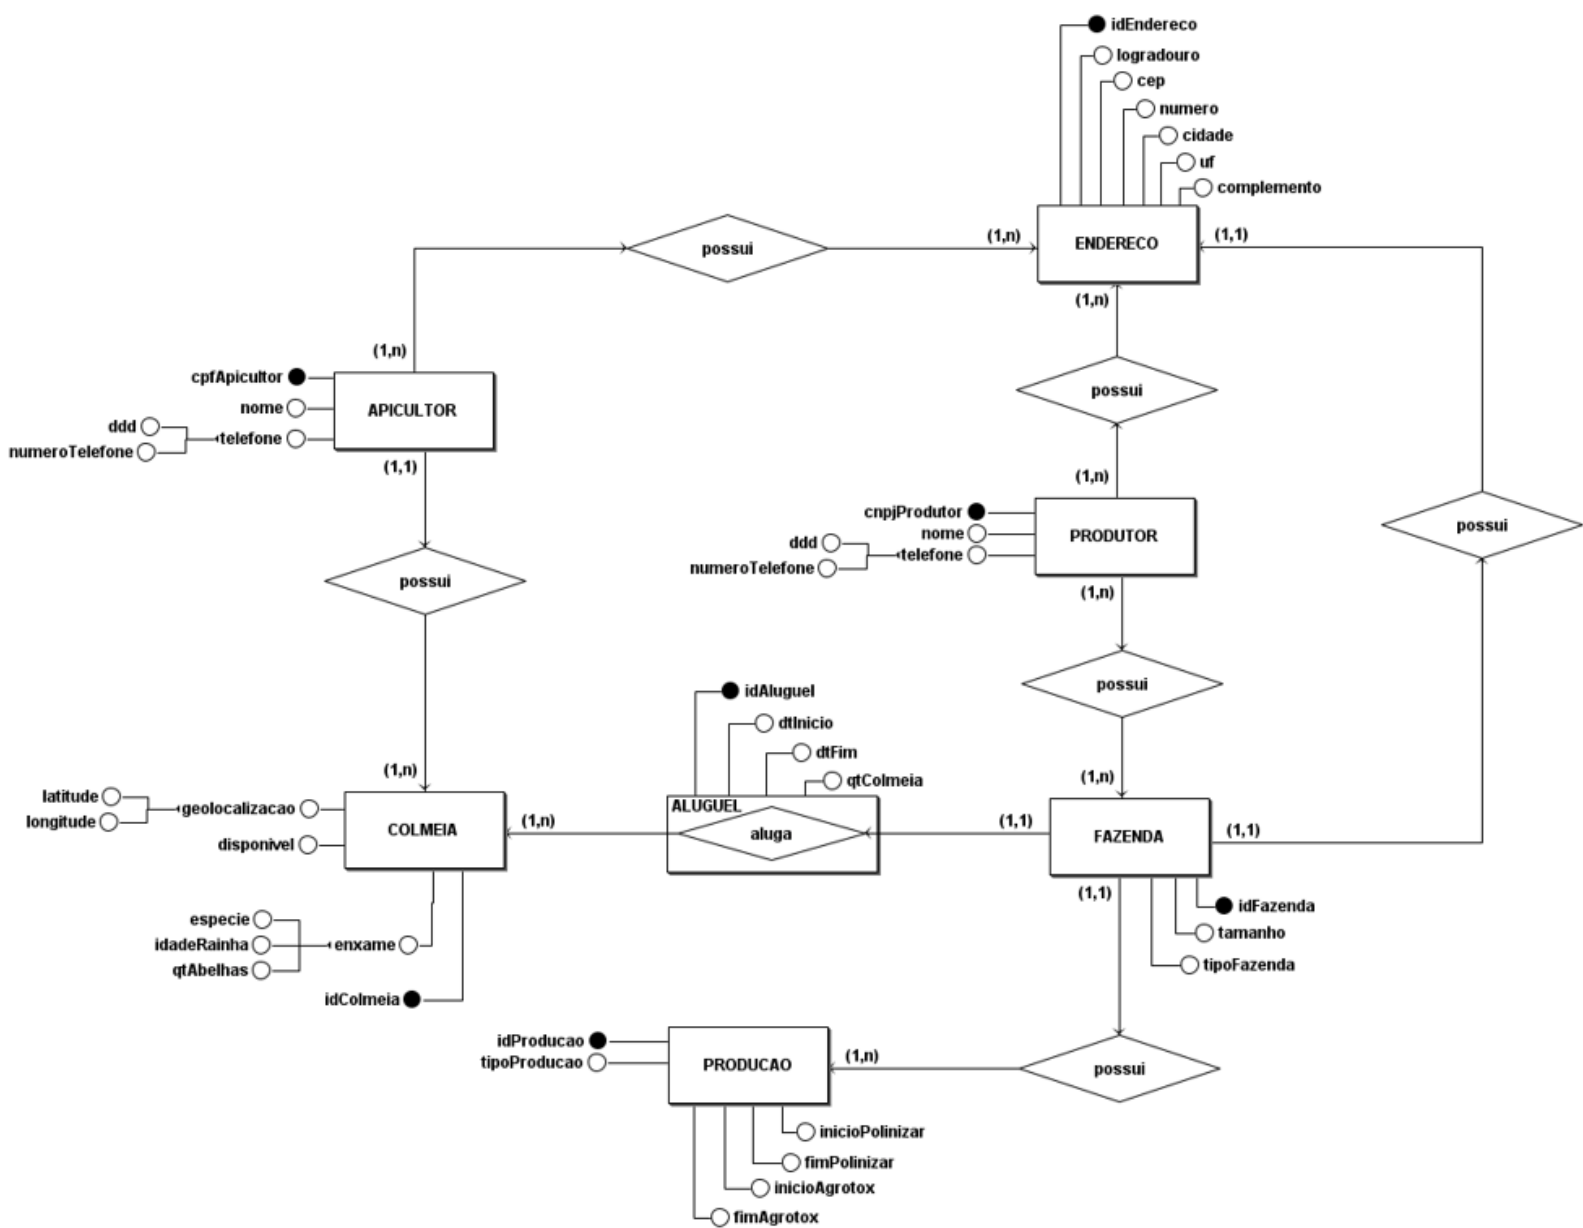 idEndereco
logradouro
cep
numero
cidade
uf
complemento
(1,n)
ENDERECO
(1,1)
possui
(1,n)
(1,n)
cpfApicultor
nome
telefone
ddd
numeroTelefone
APICULTOR
(1,1)
possui
possui
(1,n)
cnpjProdutor
nome
telefone
ddd
numeroTelefone
PRODUTOR
(1,n)
possui
possui
possui
(1,n)
(1,n)
idAluguel
dtInicio
dtFim
qtColmeia
ALUGUEL
aluga
(1,n)
(1,1)
latitude
longitude
geolocalizacao
disponivel
COLMEIA
especie
idadeRainha
qtAbelhas
enxame
idColmeia
FAZENDA
(1,1)
(1,1)
idFazenda
tamanho
tipoFazenda
idProducao
tipoProducao
PRODUCAO
(1,n)
possui
inicioPolinizar
fimPolinizar
inicioAgrotox
fimAgrotox